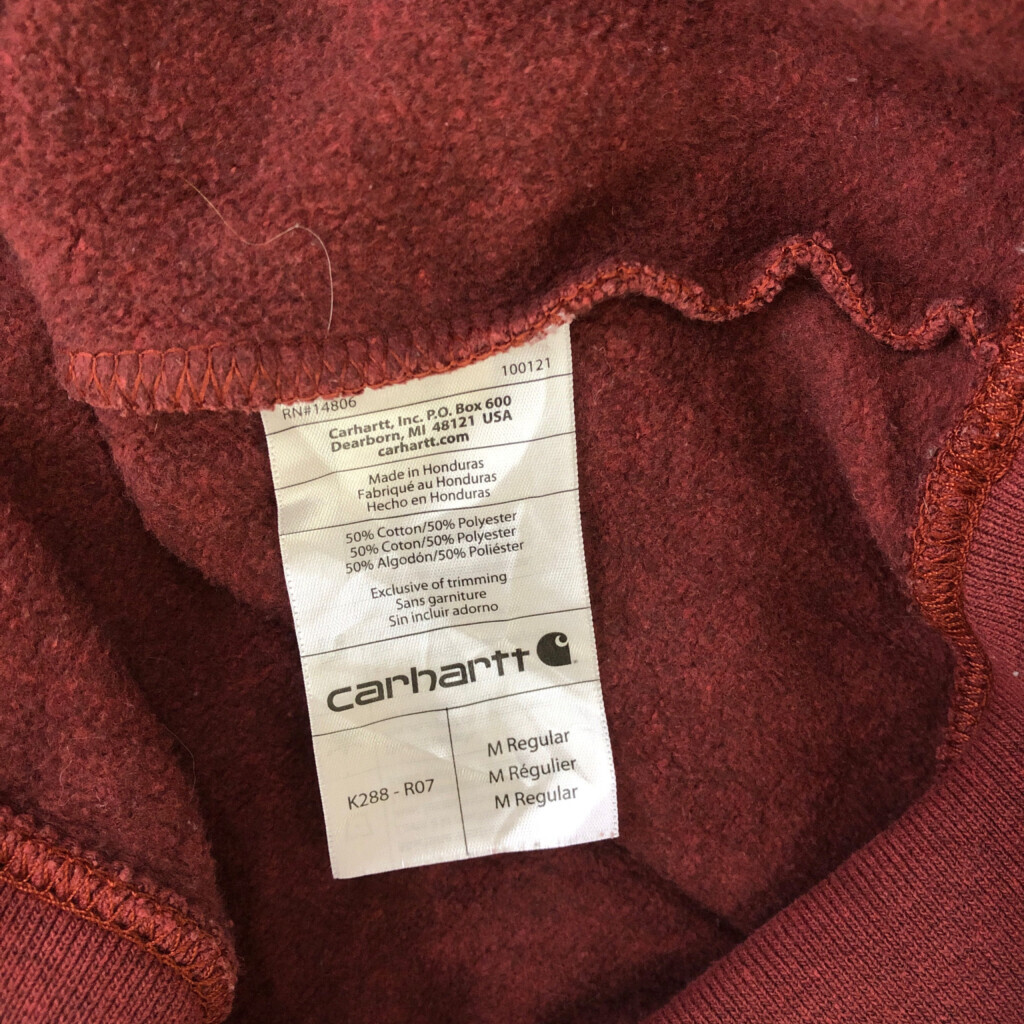 RN#14806 100121
Carhartt, Inc. P.O. Box 600
Dearborn, MI 48121 USA
carhartt.com
Made in Honduras
Fabriqué au Honduras
Hecho en Honduras
50% Cotton/50% Polyester
50% Coton/50% Polyester
50% Algodón/50% Poliéster
Exclusive of trimming
Sans garniture
Sin incluir adorno
carhartt
K288 - R07
M Regular
M Régulier
M Regular